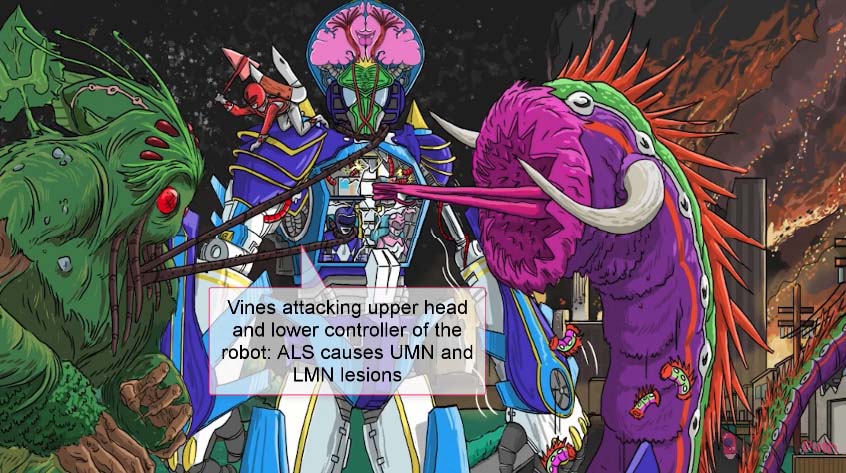 Vines attacking upper head
and lower controller of the
robot: ALS causes UMN and
LMN lesions